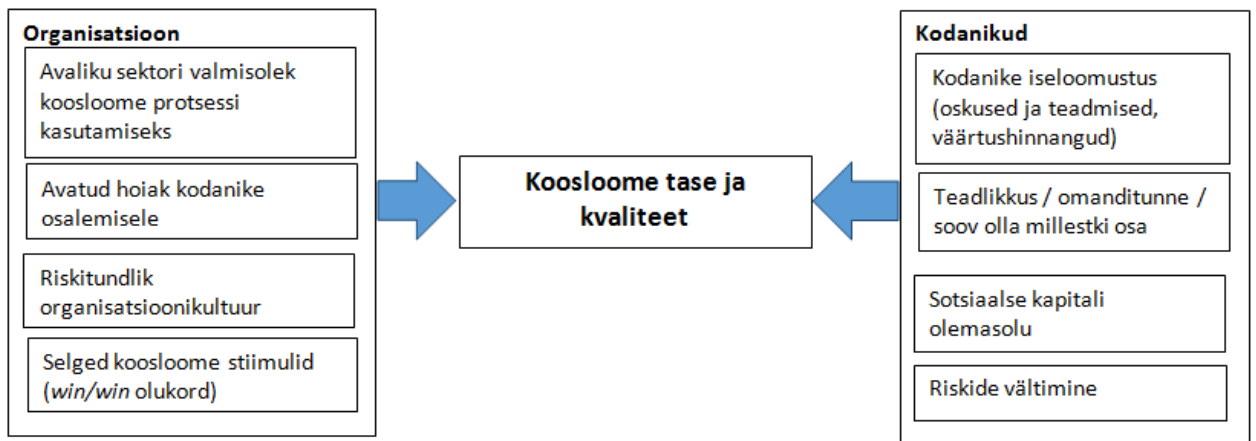 Organisatsioon
Avaliku sektori valmisolek
koosloome protsessi
kasutamiseks
Avatud hoiak kodanike
osalemisele
Riskitundlik
organisatsioonikultuur
Selged koosloome stiimulid
(win/win olukord)
Koosloome tase ja
kvaliteet
Kodanikud
Kodanike iseloomustus
(oskused ja teadmised,
väärtushinnangud)
Teadlikkus / omanditunne /
soov olla millestki osa
Sotsiaalse kapitali
olemasolu
Riskide vältimine